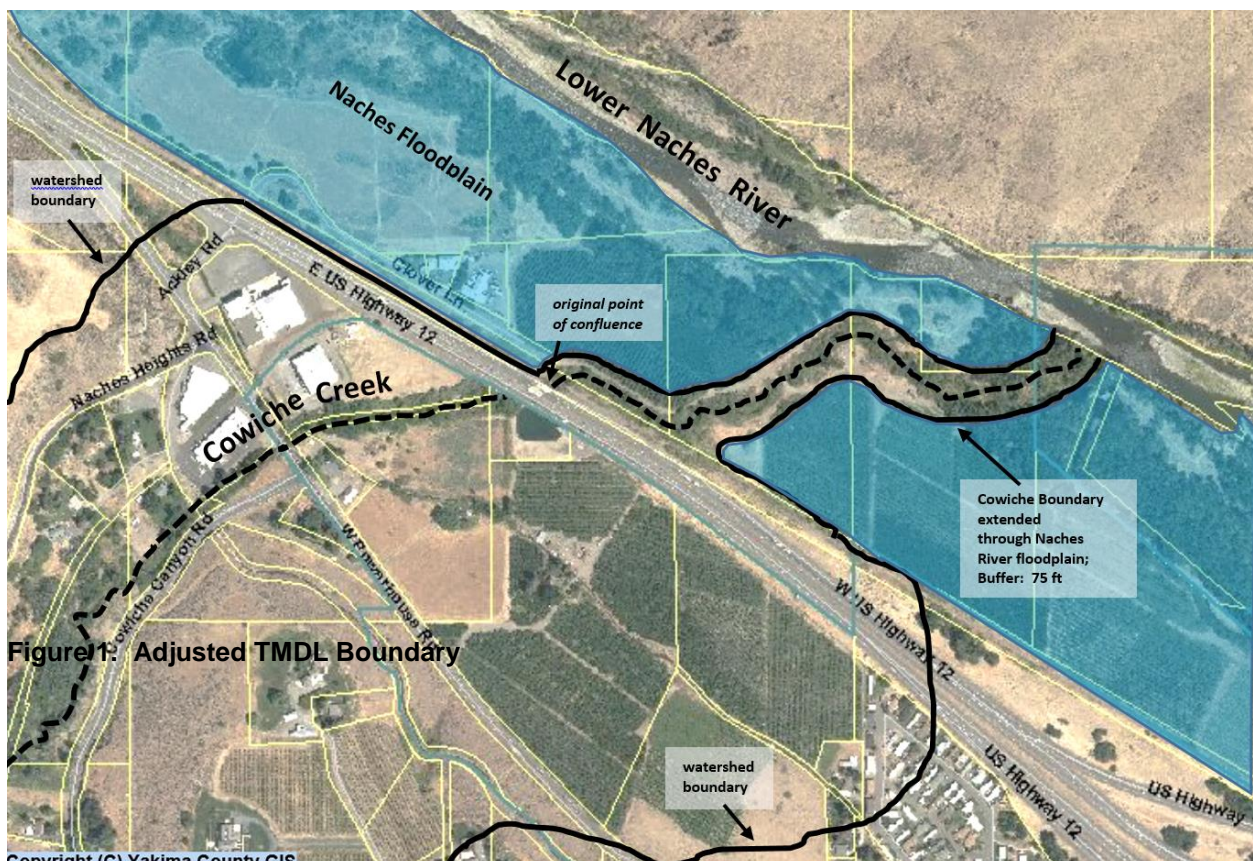 Lower Naches River
Naches Floodplain
watershed
boundary
Ackley Rd
Clover Ln
E US Highway 12
original point
of confluence
Naches Heights Rd
Cowiche Creek
Cowiche Canyon Rd
W Powerhouse Rd
Cowiche Boundary
extended
through Naches
River floodplain;
Buffer: 75 ft
W US Highway 12
Figure 1: Adjusted TMDL Boundary
watershed
boundary
US Highway 12
US Highway
Copyright (C) Yakima County GIS